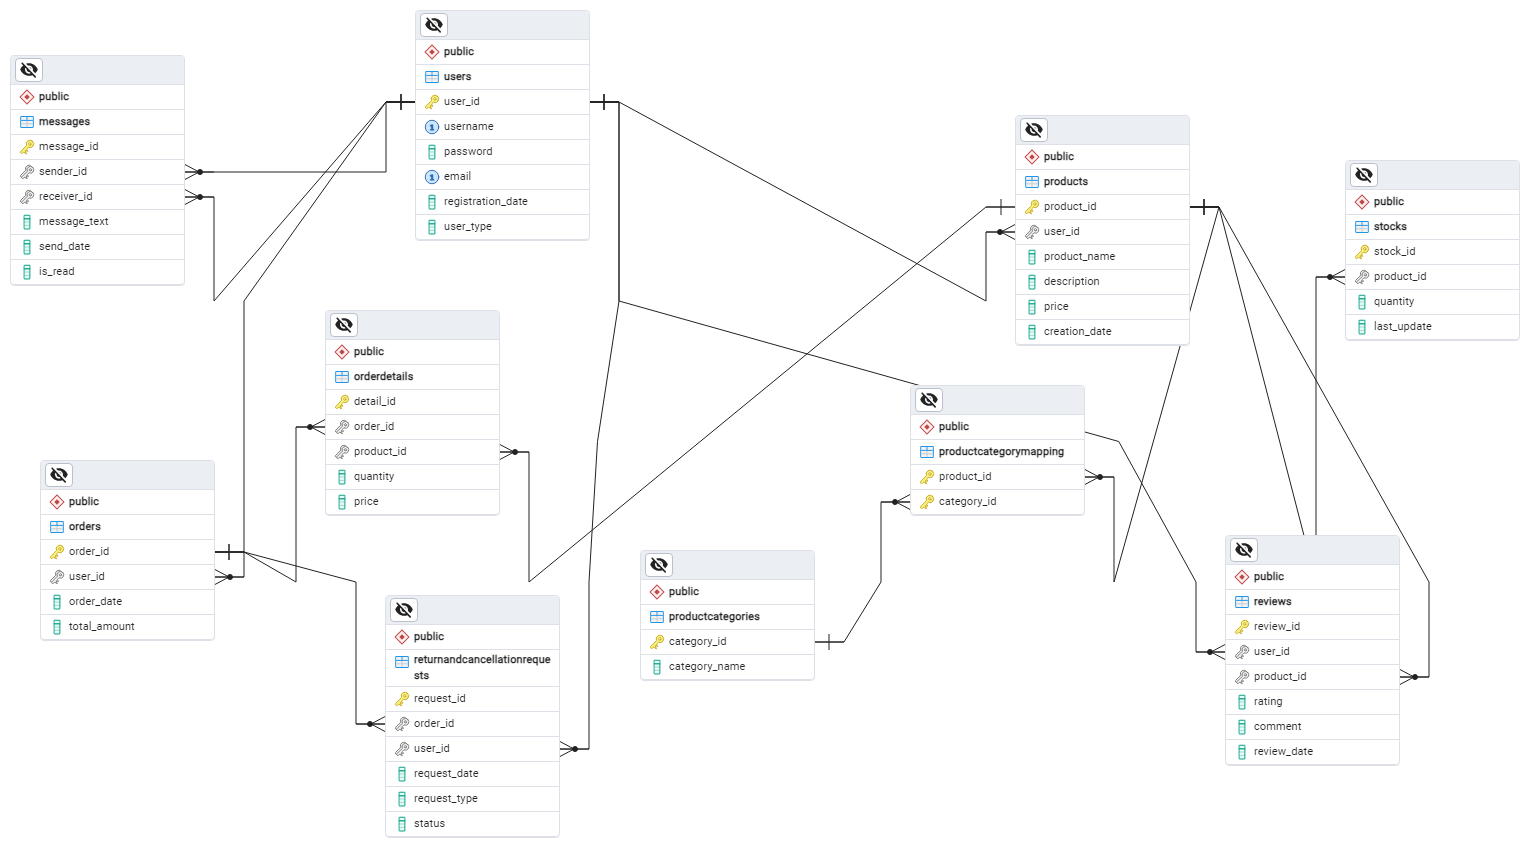 public
users
user_id
username
password
email
registration_date
user_type
public
messages
message_id
sender_id
receiver_id
message_text
send_date
is_read
public
products
product_id
user_id
product_name
description
price
creation_date
public
stocks
stock_id
product_id
quantity
last_update
public
orderdetails
detail_id
order_id
product_id
quantity
price
public
productcategorymapping
product_id
category_id
public
orders
order_id
user_id
order_date
total_amount
public
productcategories
category_id
category_name
public
reviews
review_id
user_id
product_id
rating
comment
review_date
public
returnandcancellationreque
sts
request_id
order_id
user_id
request_date
request_type
status